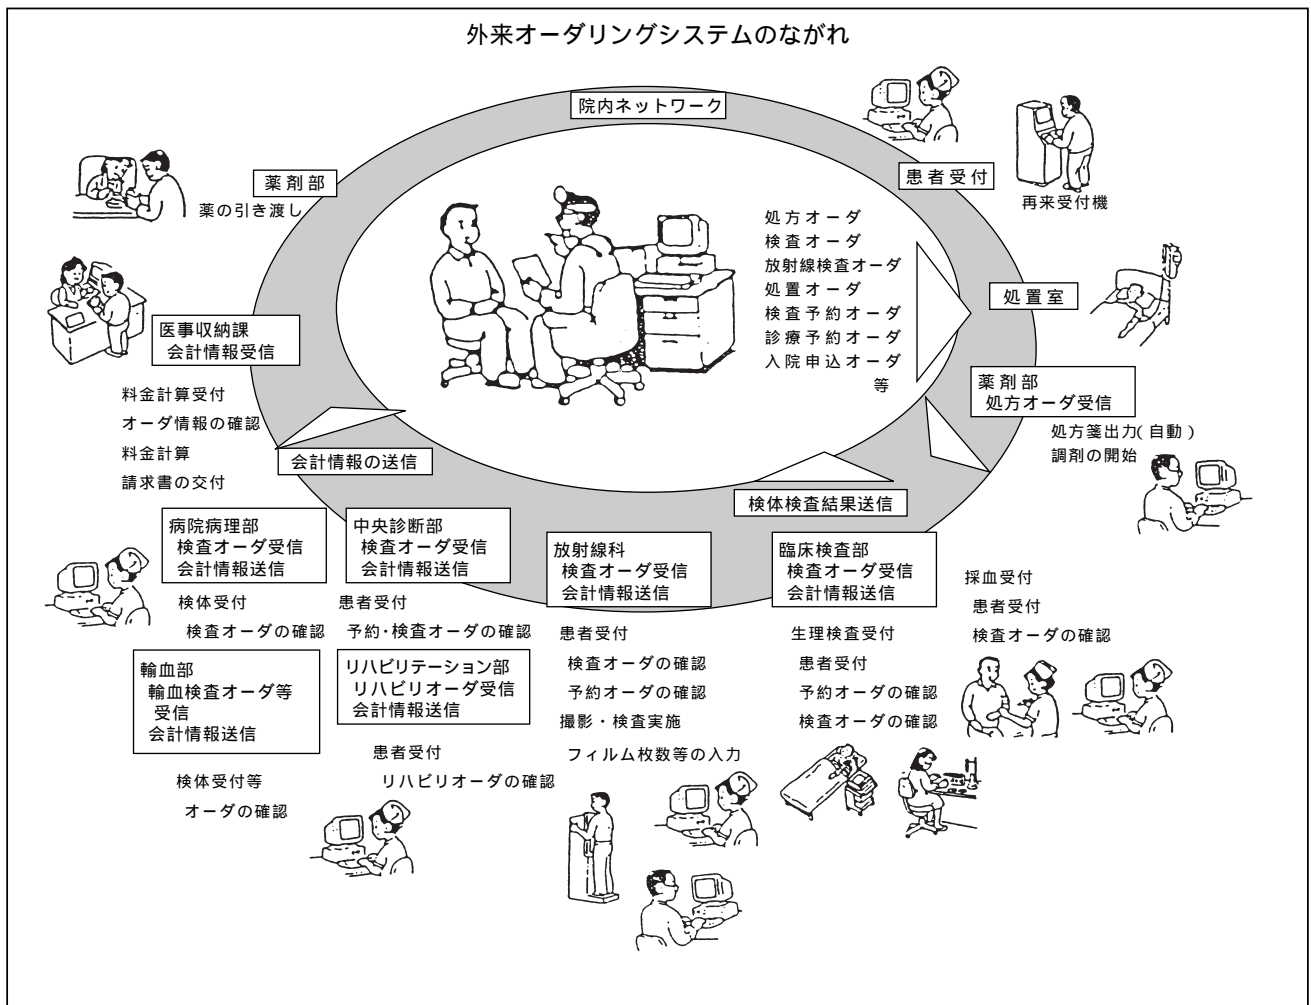 外来オーダリングシステムのながれ
院内ネットワーク
患者受付
再来受付機
薬剤部
薬の引き渡し
処方オーダ
検査オーダ
放射線検査オーダ
処置オーダ
検査予約オーダ
診療予約オーダ
入院申込オーダ
等
処置室
医事収納課
会計情報受信
料金計算受付
オーダ情報の確認
料金計算
請求書の交付
薬剤部
処方オーダ受信
処方箋出力(自動)
調剤の開始
会計情報の送信
検体検査結果送信
病院病理部
検査オーダ受信
会計情報送信
検体受付
検査オーダの確認
中央診断部
検査オーダ受信
会計情報送信
患者受付
予約・検査オーダの確認
放射線科
検査オーダ受信
会計情報送信
患者受付
検査オーダの確認
予約オーダの確認
撮影・検査実施
フィルム枚数等の入力
臨床検査部
検査オーダ受信
会計情報送信
生理検査受付
患者受付
予約オーダの確認
検査オーダの確認
採血受付
患者受付
検査オーダの確認
輸血部
輸血検査オーダ等
受信
会計情報送信
検体受付等
オーダの確認
リハビリテーション部
リハビリオーダ受信
会計情報送信
患者受付
リハビリオーダの確認